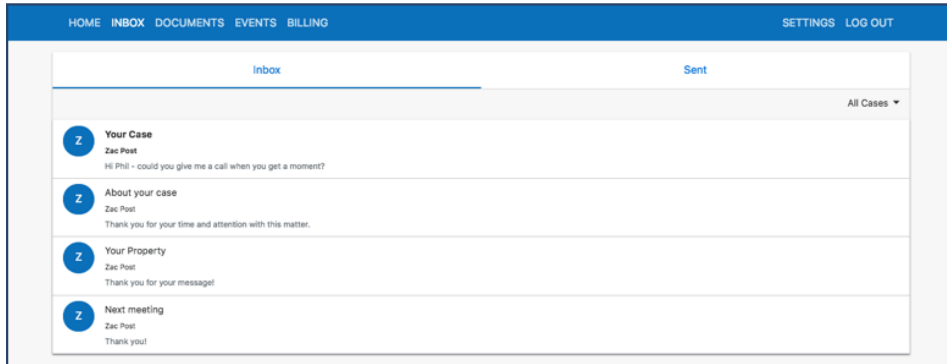 HOME INBOX DOCUMENTS EVENTS BILLING SETTINGS LOG OUT
Inbox Sent
All Cases
Z
Your Case
Zac Post
Hi Phil - could you give me a call when you get a moment?
Z
About your case
Zac Post
Thank you for your time and attention with this matter.
Z
Your Property
Zac Post
Thank you for your message!
Z
Next meeting
Zac Post
Thank you!